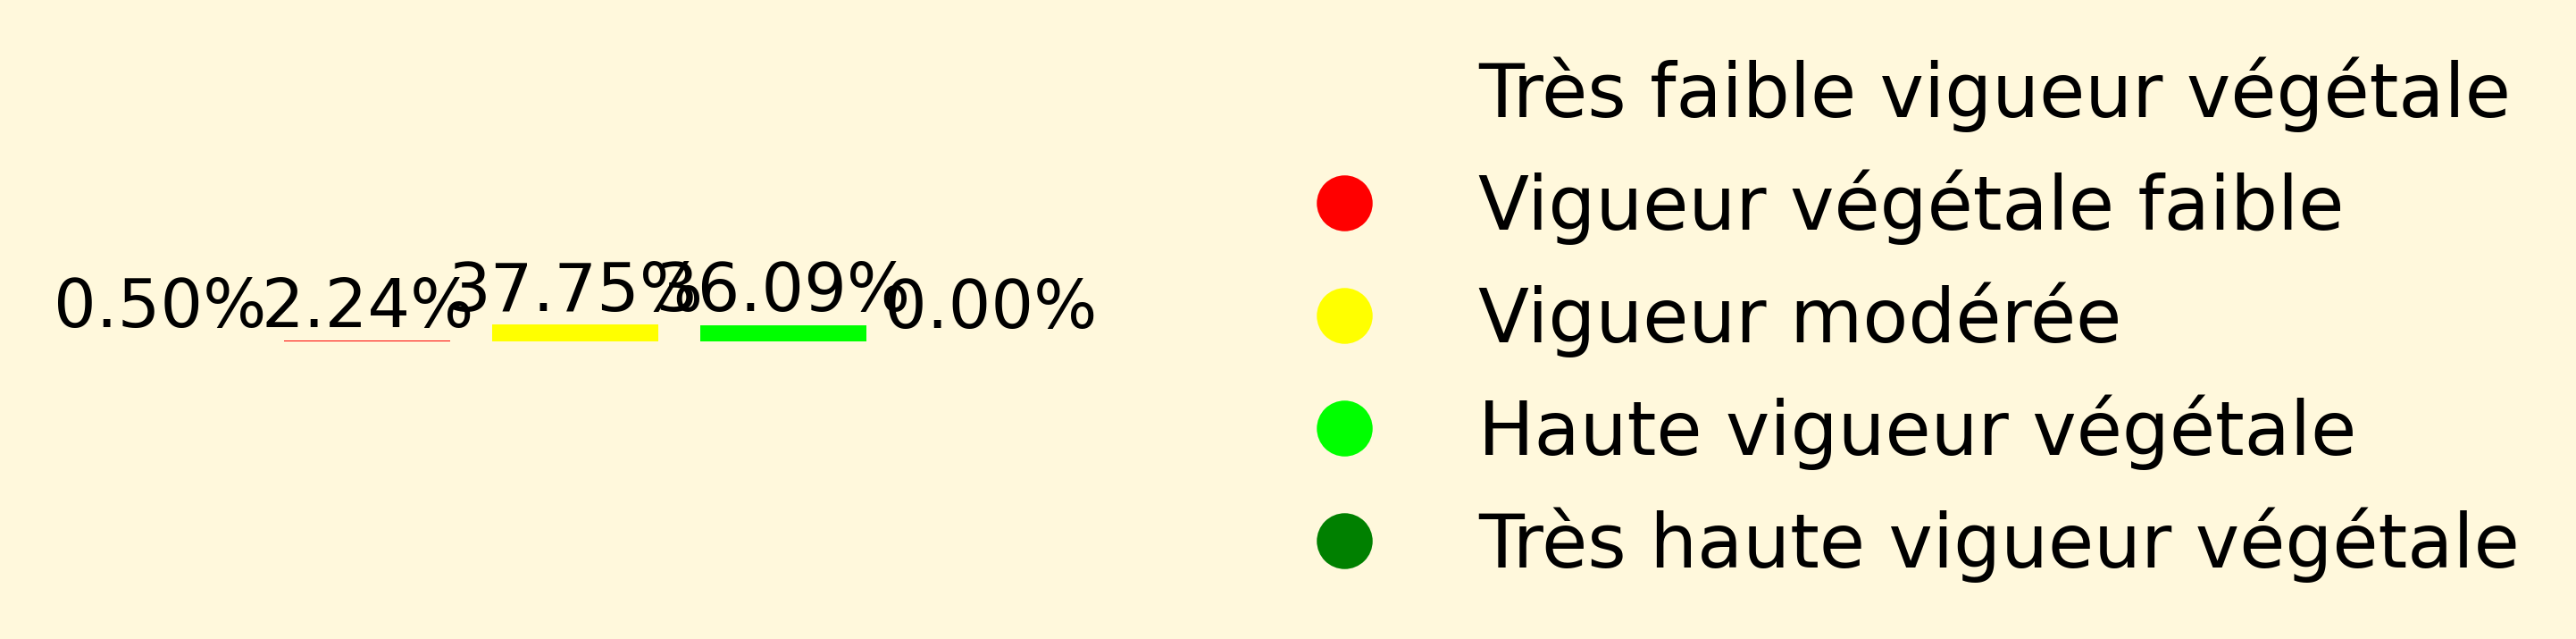 0.50% 2.24% 37.75% 36.09% 0.00%
Très faible vigueur végétale
Vigueur végétale faible
Vigueur modérée
Haute vigueur végétale
Très haute vigueur végétale